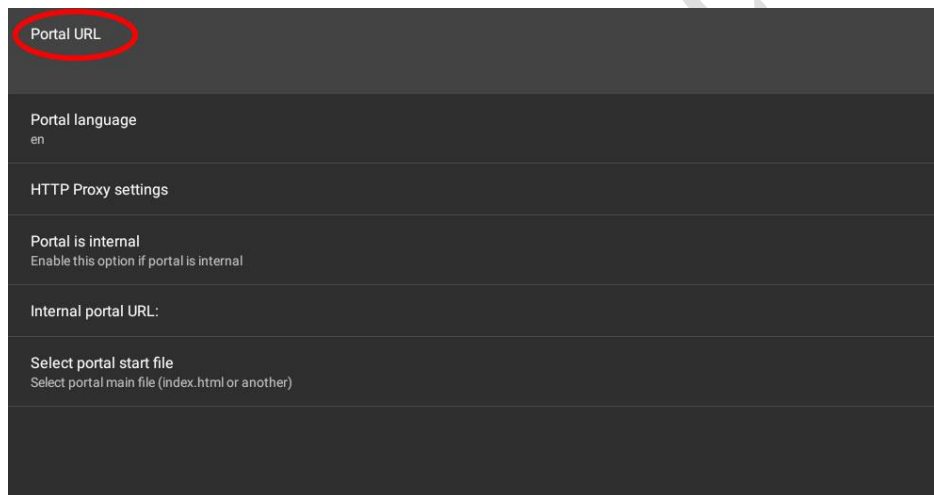 Portal URL
Portal language
en
HTTP Proxy settings
Portal is internal
Enable this option if portal is internal
Internal portal URL:
Select portal start file
Select portal main file (index.html or another)